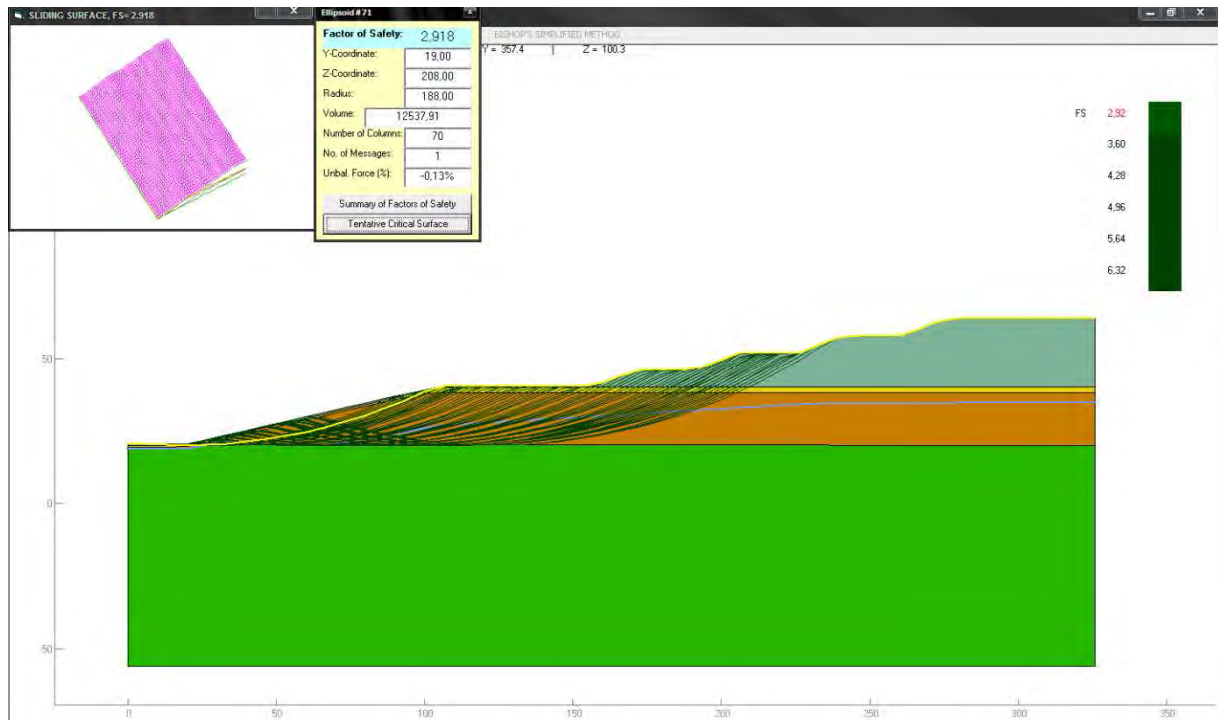 SLIDING SURFACE, FS= 2.918
Ellipsoid # 71
Factor of Safety: 2,918
Y-Coordinate: 19,00
Z-Coordinate: 208,00
Radius: 188,00
Volume: 12537,91
Number of Columns: 70
No. of Messages: 1
Unbal. Force (%): -0,13%
Summary of Factors of Safety
Tentative Critical Surface
BISHOP'S SIMPLIFIED METHOD
Y = 357.4 | Z = 100.3
FS 2,92
3,60
4,28
4,96
5,64
6,32
50
0
50
0 50 100 150 200 250 300 350